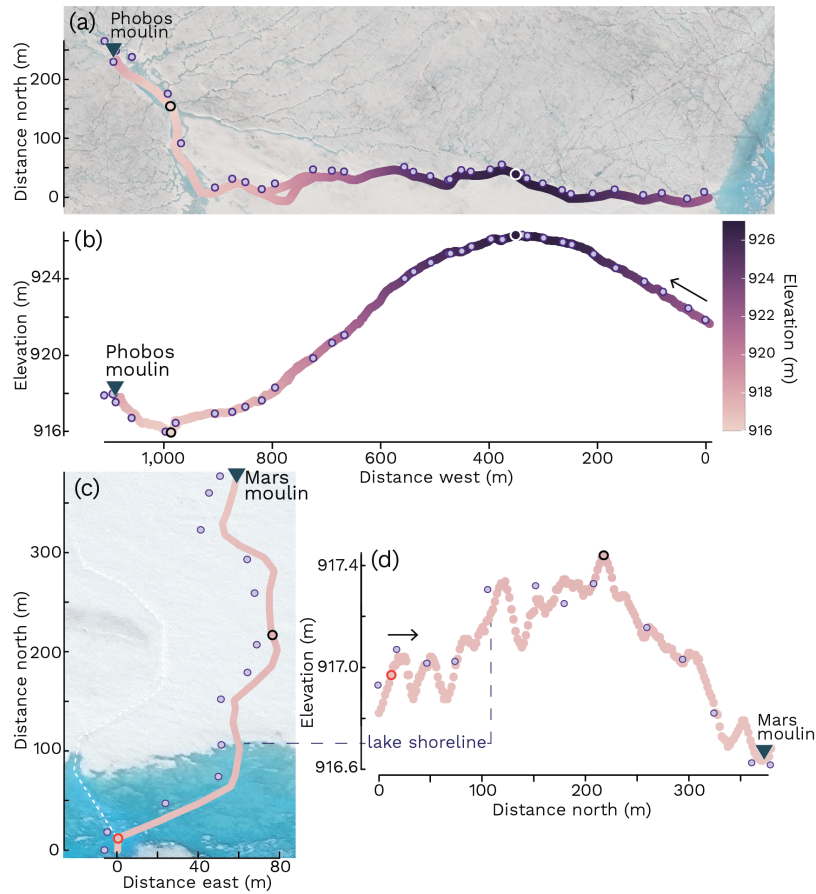 (a)
Phobos
moulin
Distance north (m)
200
100
0
(b)
Elevation (m)
924
920
916
Phobos
moulin
1,000
800
600
400
200
0
Distance west (m)
926
924
922
920
918
916
Elevation (m)
(c)
Mars
moulin
Distance north (m)
300
200
100
0
0
40
80
Distance east (m)
lake shoreline
(d)
Elevation (m)
917.4
917.0
916.6
Mars
moulin
0
100
200
300
Distance north (m)